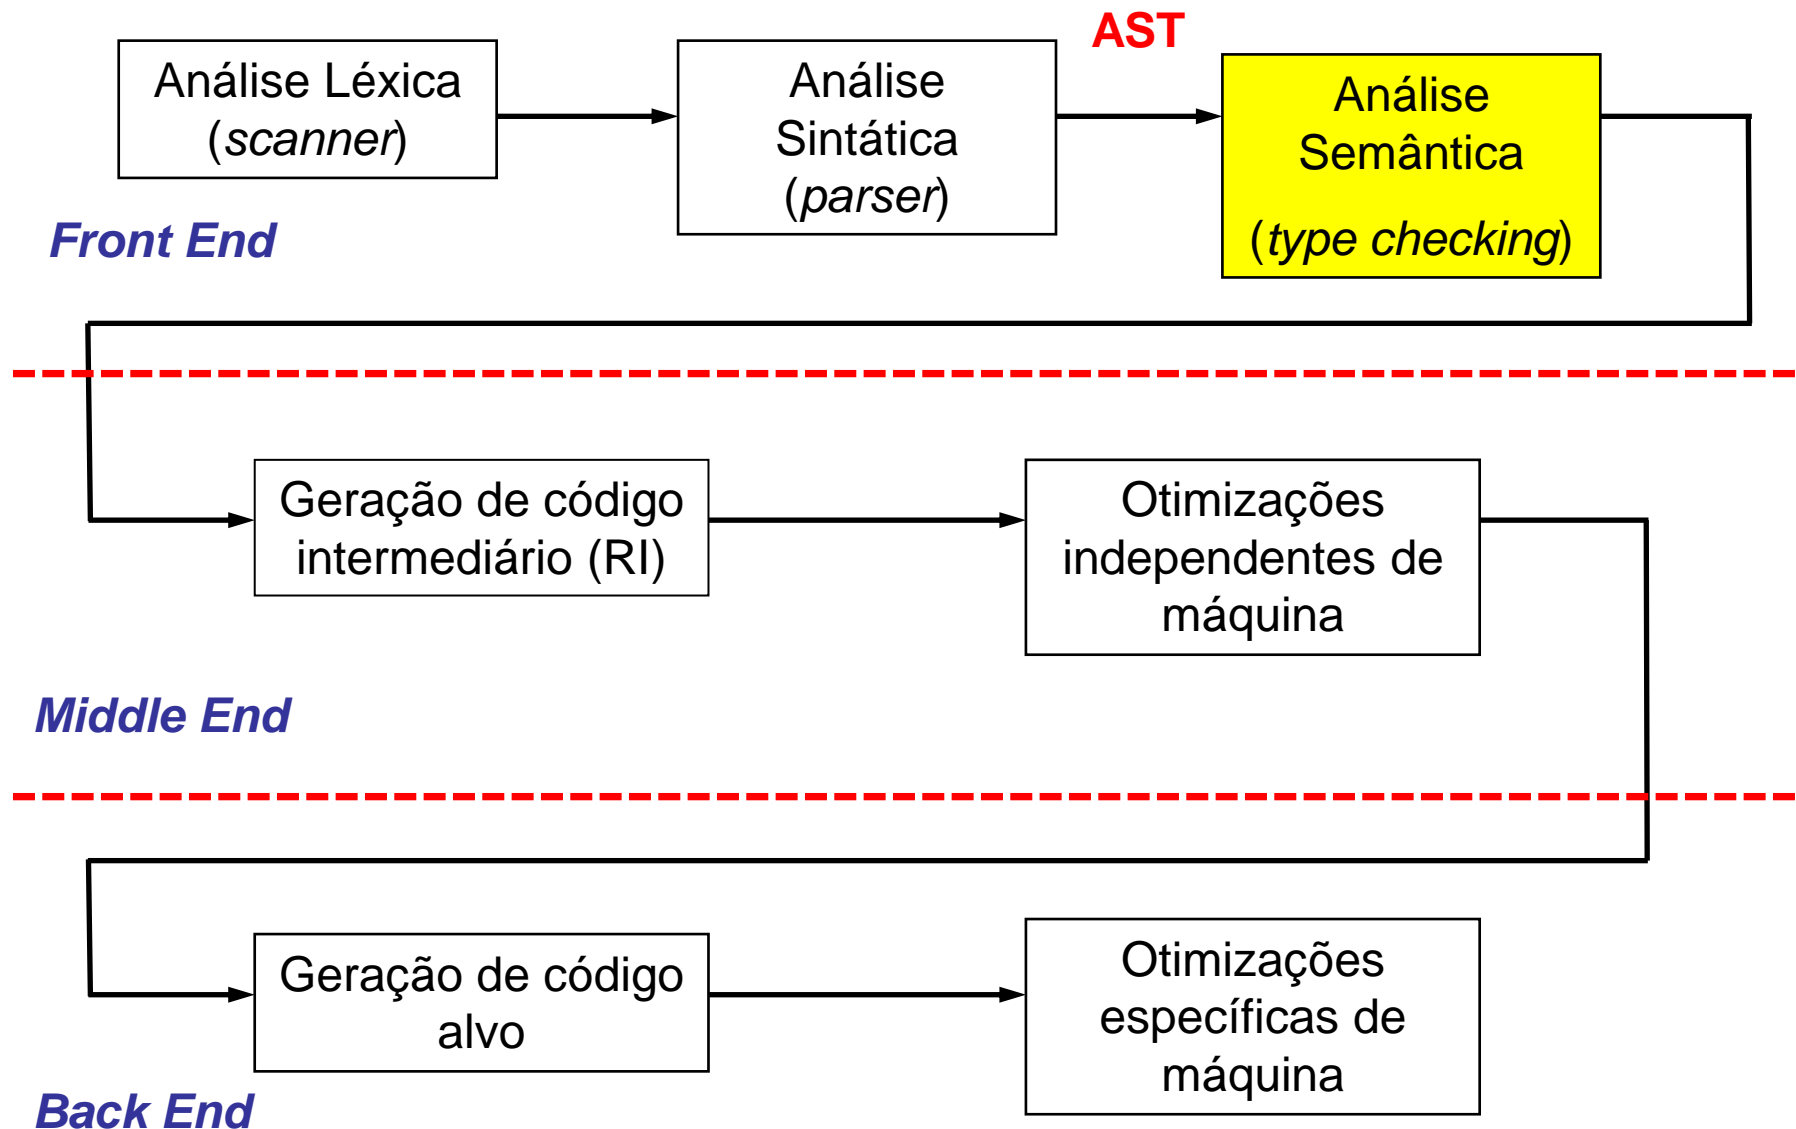 AST
Análise Léxica
(scanner)
Análise
Sintática
(parser)
Análise
Semântica
(type checking)
Front End
Geração de código
intermediário (RI)
Otimizações
independentes de
máquina
Middle End
Geração de código
alvo
Otimizações
específicas de
máquina
Back End